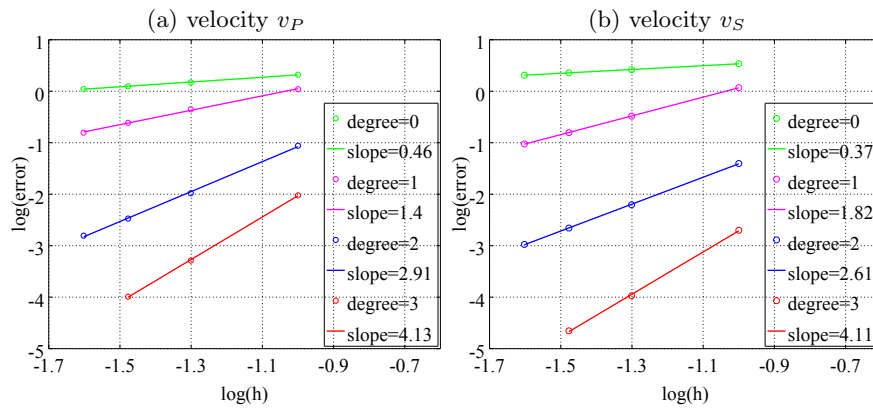 (a) velocity v_P
1
0
-1
-2
-3
-4
-5
log(error)
-1.7
-1.5
-1.3
-1.1
-0.9
-0.7
log(h)
degree=0
slope=0.46
degree=1
slope=1.4
degree=2
slope=2.91
degree=3
slope=4.13
(b) velocity v_S
1
0
-1
-2
-3
-4
-5
log(error)
-1.7
-1.5
-1.3
-1.1
-0.9
-0.7
log(h)
degree=0
slope=0.37
degree=1
slope=1.82
degree=2
slope=2.61
degree=3
slope=4.11